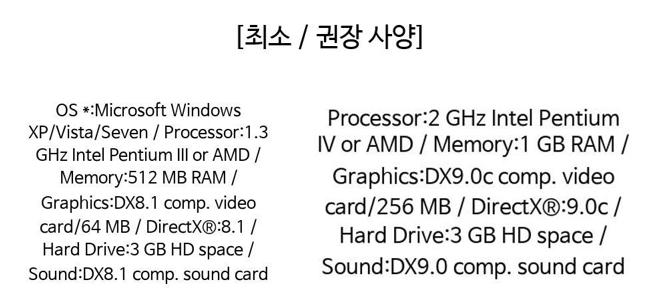 [최소 / 권장 사양]
OS *:Microsoft Windows
XP/Vista/Seven / Processor:1.3
GHz Intel Pentium III or AMD /
Memory:512 MB RAM /
Graphics:DX8.1 comp. video
card/64 MB / DirectX®:8.1 /
Hard Drive:3 GB HD space /
Sound:DX8.1 comp. sound card
Processor:2 GHz Intel Pentium
IV or AMD / Memory:1 GB RAM /
Graphics:DX9.0c comp. video
card/256 MB / DirectX®:9.0c /
Hard Drive:3 GB HD space /
Sound:DX9.0 comp. sound card